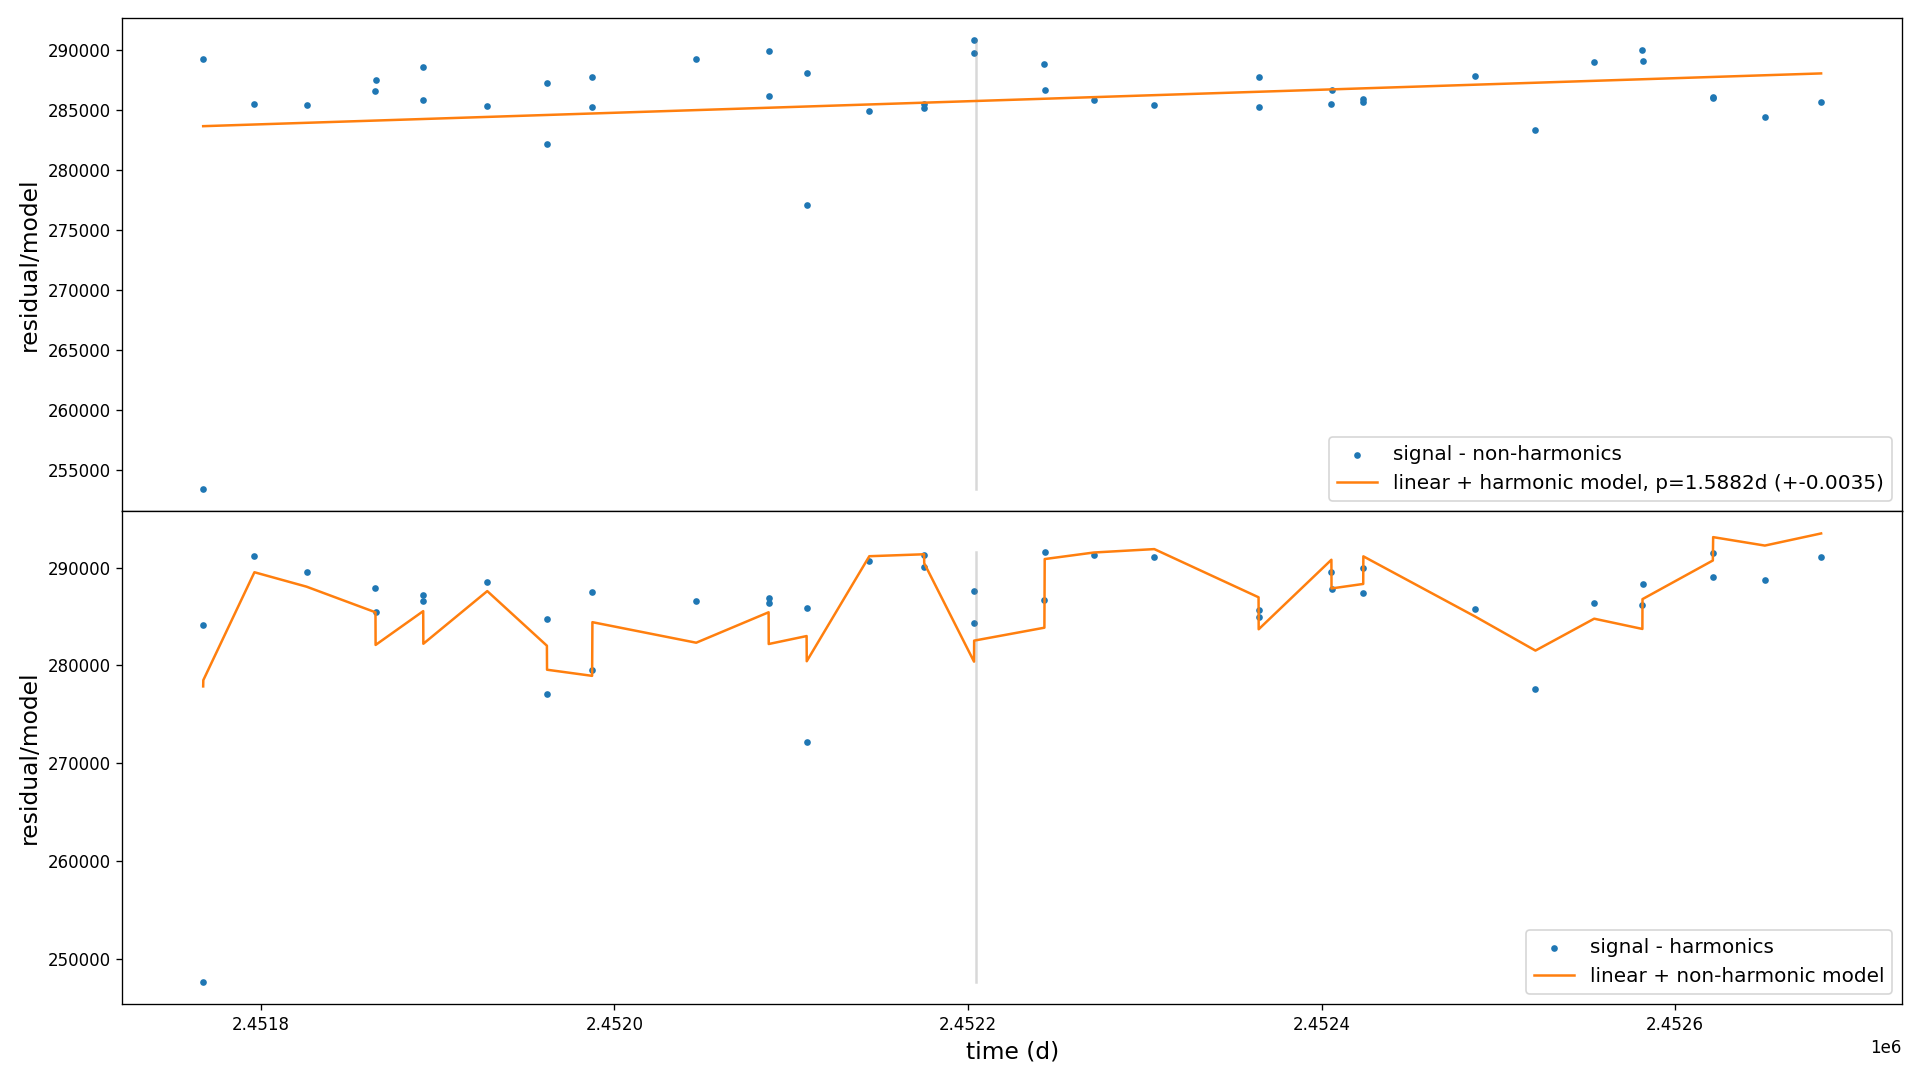 290000
285000
280000
275000
270000
265000
260000
255000
residual/model
signal - non-harmonics
linear + harmonic model, p=1.5882d (+-0.0035)
290000
280000
270000
260000
250000
residual/model
signal - harmonics
linear + non-harmonic model
2.4518 2.4520 2.4522 2.4524 2.4526
time (d)
1e6